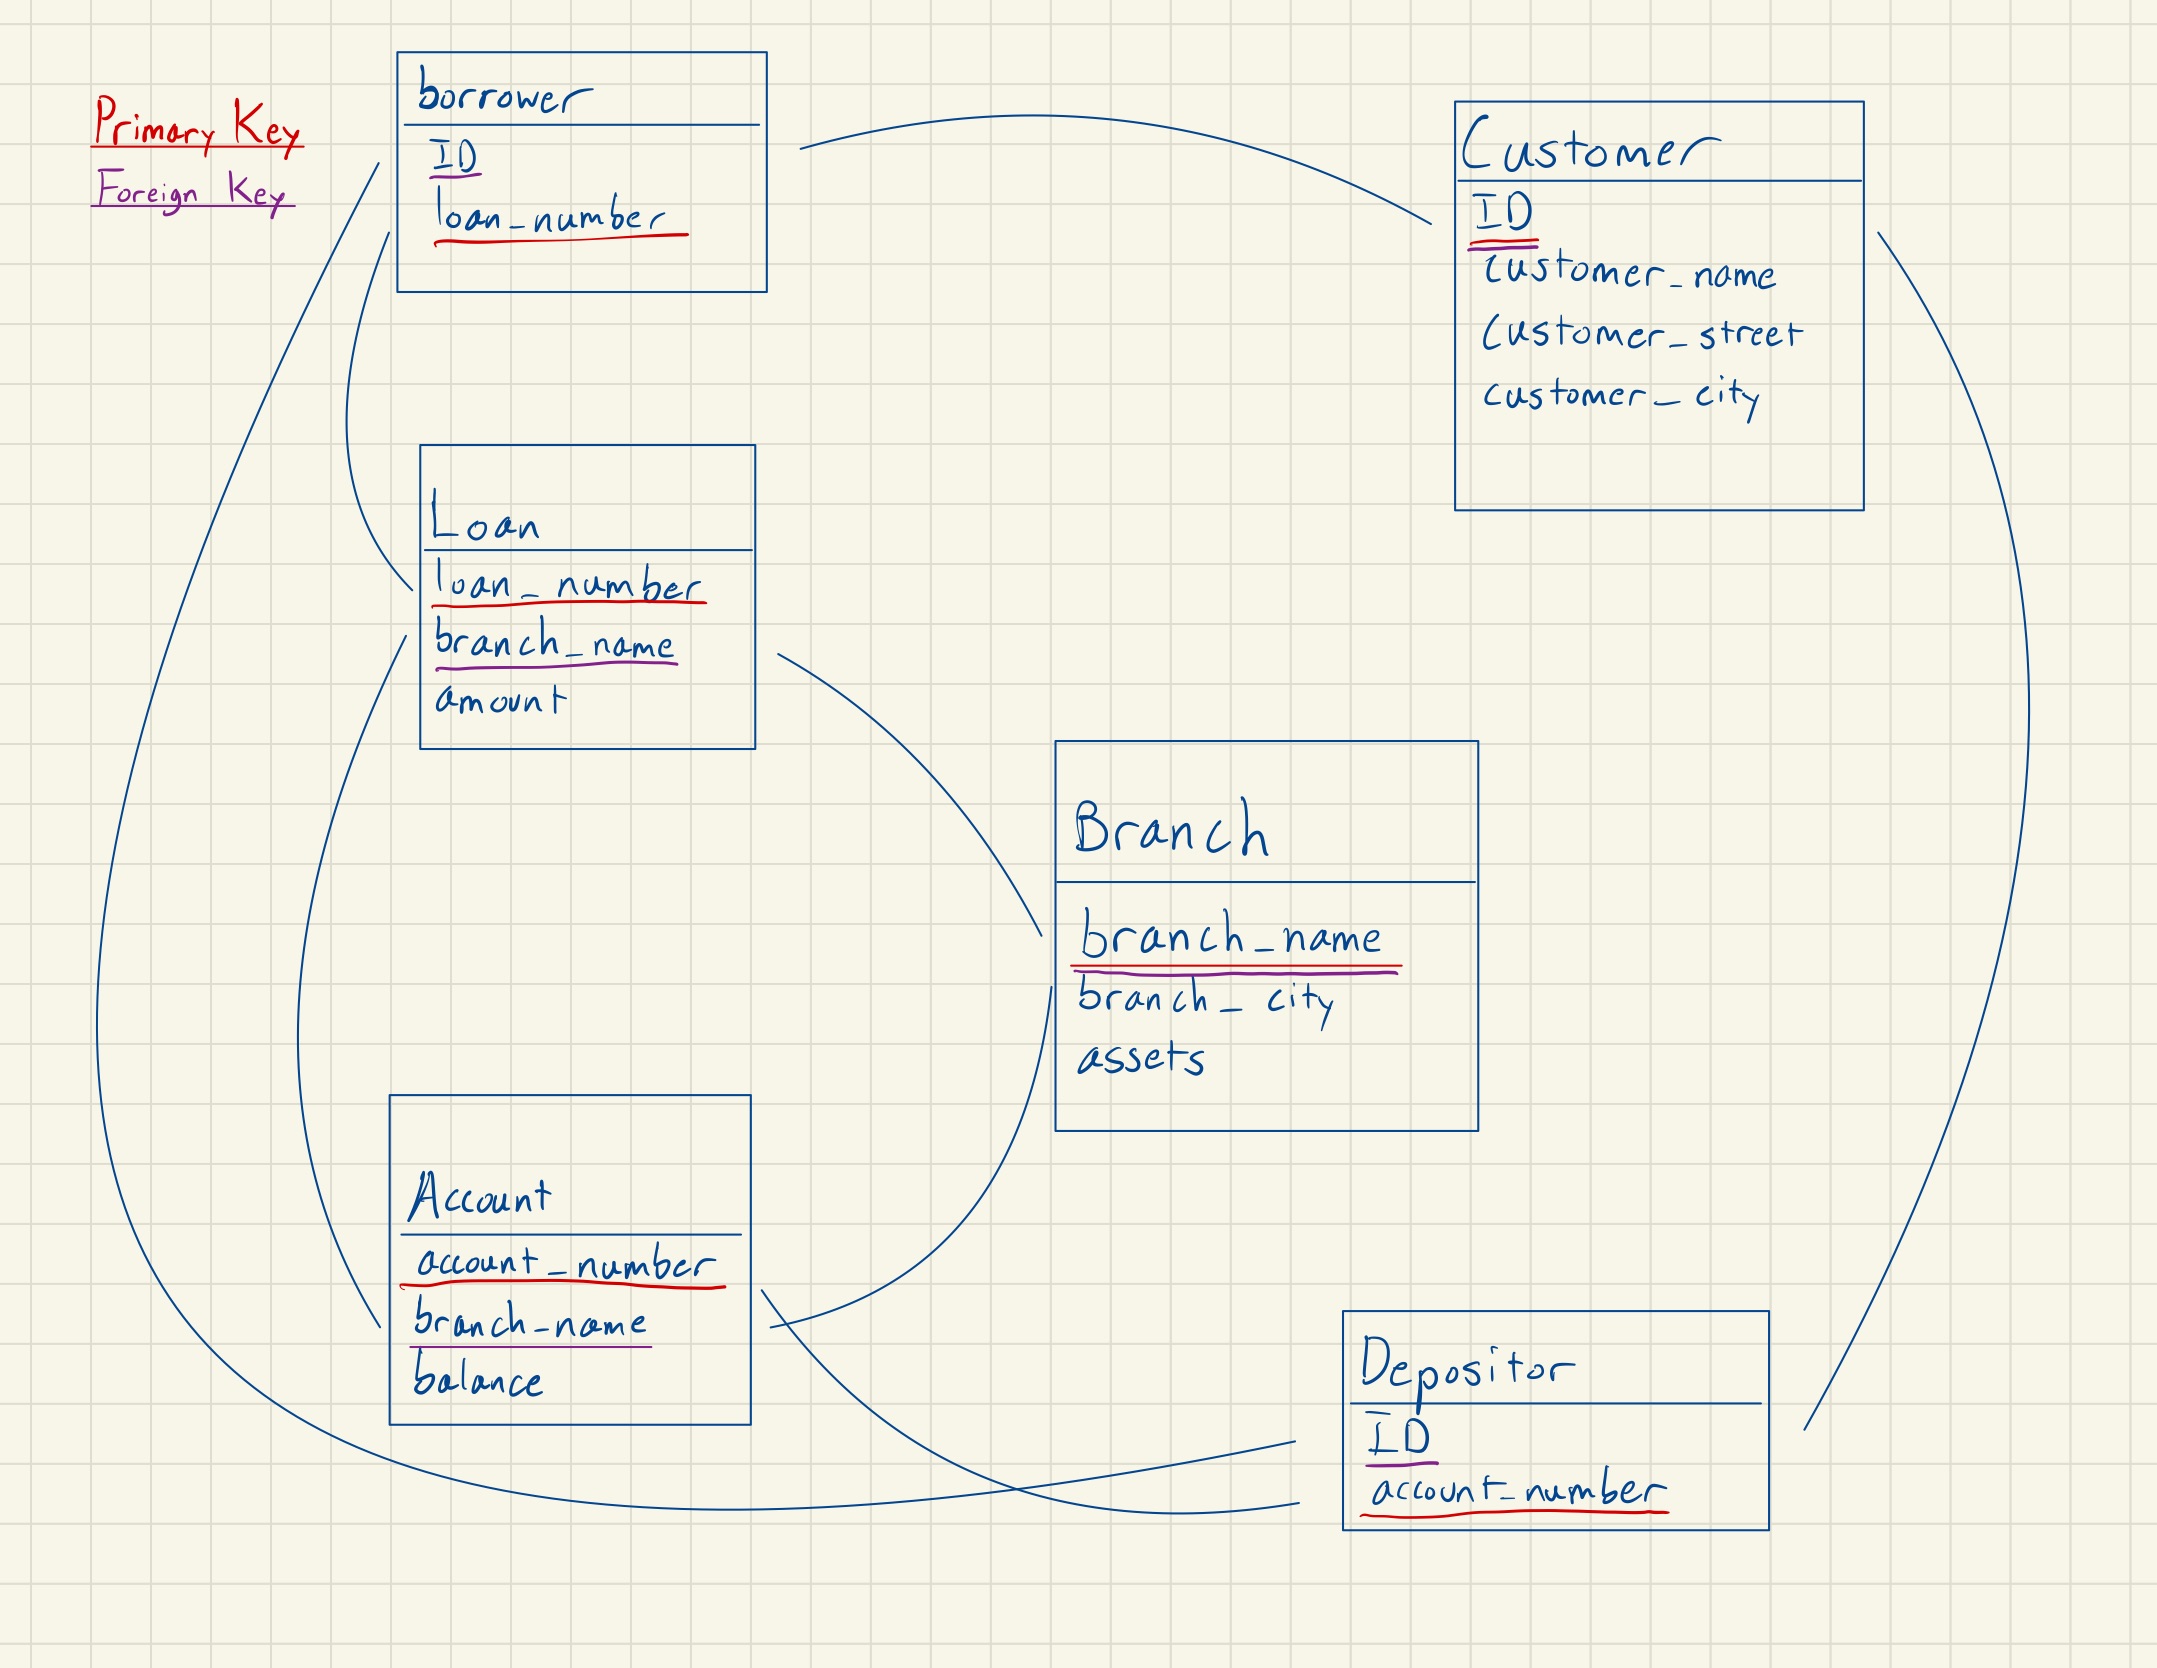 Primary Key
Foreign Key
borrower
ID
loan_number
Customer
ID
customer_name
customer_street
customer_city
Loan
loan_number
branch_name
amount
Branch
branch_name
branch_city
assets
Account
account_number
branch_name
balance
Depositor
ID
account_number